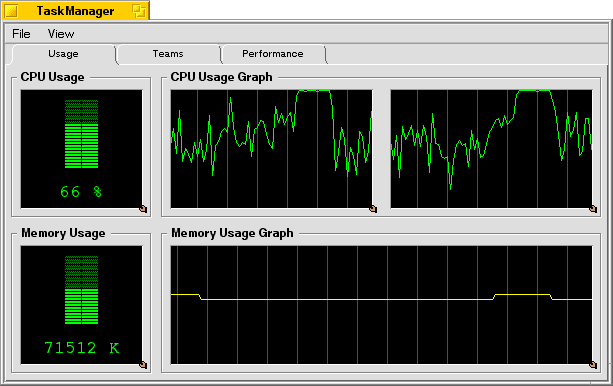 TaskManager
File View
Usage Teams Performance
CPU Usage CPU Usage Graph
66 %
Memory Usage Memory Usage Graph
71512 K